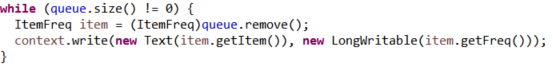 while (queue.size() != 0) {
  ItemFreq item = (ItemFreq)queue.remove();
  context.write(new Text(item.getItem()), new LongWritable(item.getFreq()));
}